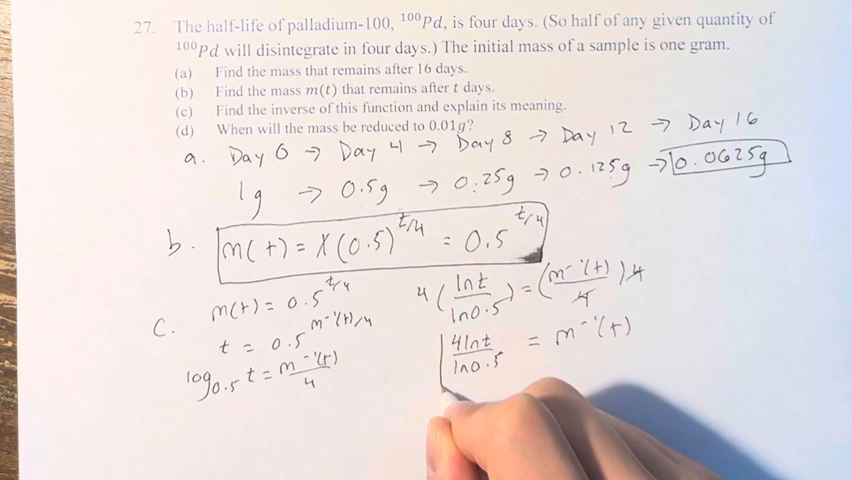 27. The half-life of palladium-100, ¹⁰⁰Pd, is four days. (So half of any given quantity of
¹⁰⁰Pd will disintegrate in four days.) The initial mass of a sample is one gram.
(a) Find the mass that remains after 16 days.
(b) Find the mass m(t) that remains after t days.
(c) Find the inverse of this function and explain its meaning.
(d) When will the mass be reduced to 0.01g?
a. Day 0 → Day 4 → Day 8 → Day 12 → Day 16
1g → 0.5g → 0.25g → 0.125g → 0.0625g
b. m(t) = 1(0.5)^(t/4) = 0.5^(t/4)
c. m(t) = 0.5^(t/4)
t = 0.5^(m⁻¹(t)/4)
log₀.₅ t = m⁻¹(t)/4
4(ln t/ln 0.5) = (m⁻¹(t)/4)4
4 ln t/ln 0.5 = m⁻¹(t)